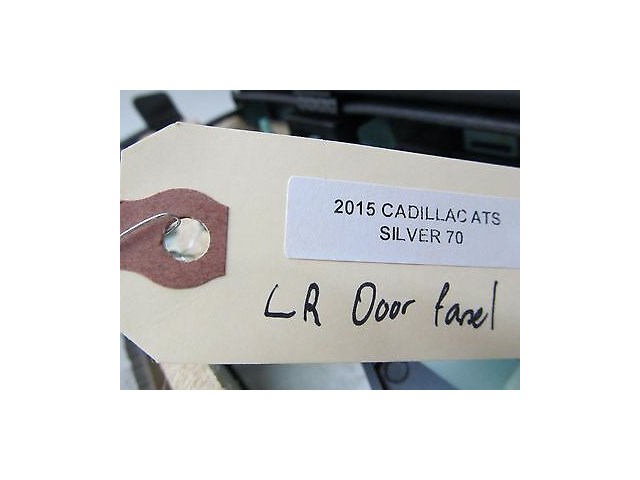 2015 CADILLAC ATS
SILVER 70
LR Door Panel